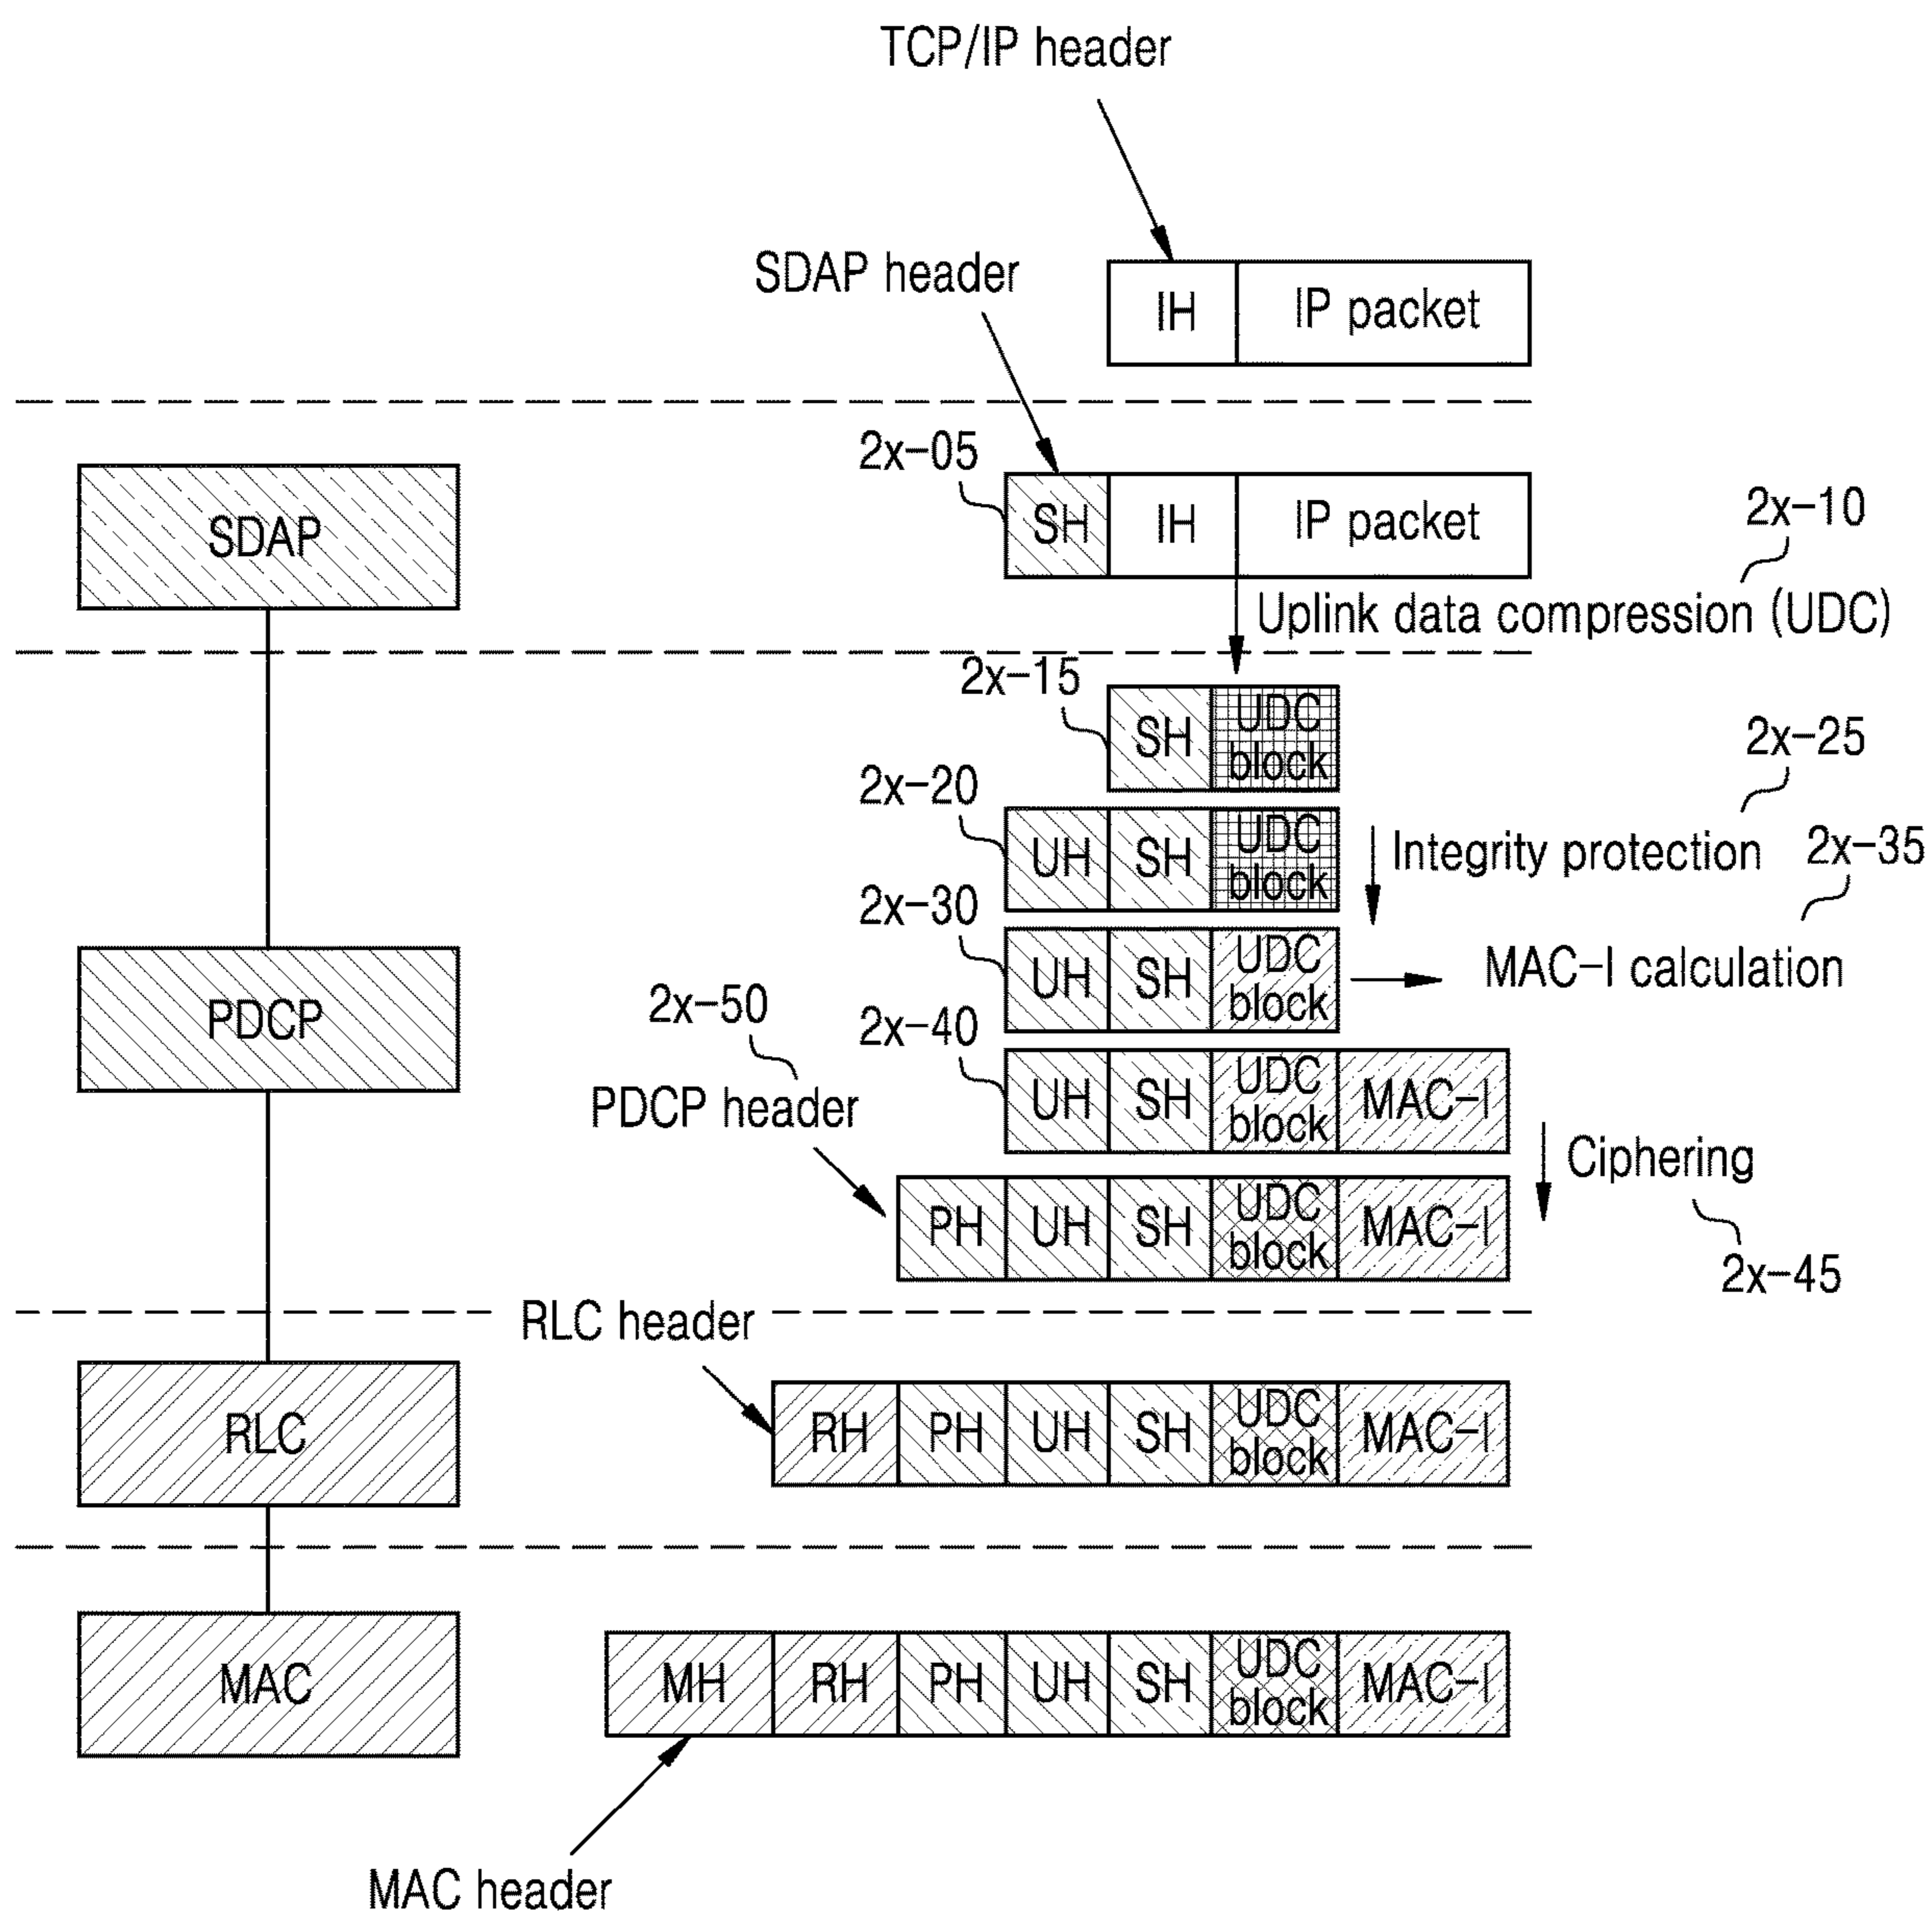 TCP/IP header
SDAP header
IH IP packet
2x-05
SDAP
SH IH IP packet
2x-10
Uplink data compression (UDC)
2x-15
SH UDC block
2x-25
2x-20
UH SH UDC block
Integrity protection
2x-35
2x-30
UH SH UDC block
MAC-I calculation
PDCP
2x-50
2x-40
PDCP header
UH SH UDC block MAC-I
Ciphering
PH UH SH UDC block MAC-I
2x-45
RLC header
RLC
RH PH UH SH UDC block MAC-I
MAC
MH RH PH UH SH UDC block MAC-I
MAC header